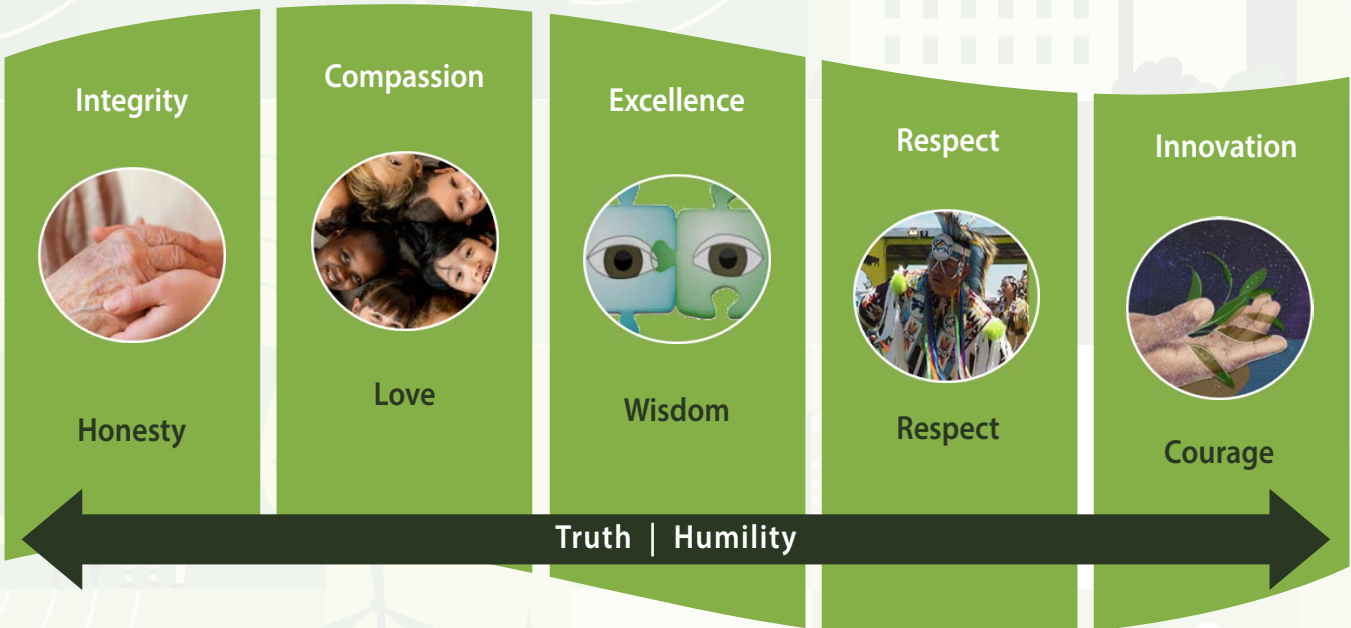 Integrity
Compassion
Excellence
Respect
Innovation
Honesty
Love
Wisdom
Respect
Courage
Truth | Humility